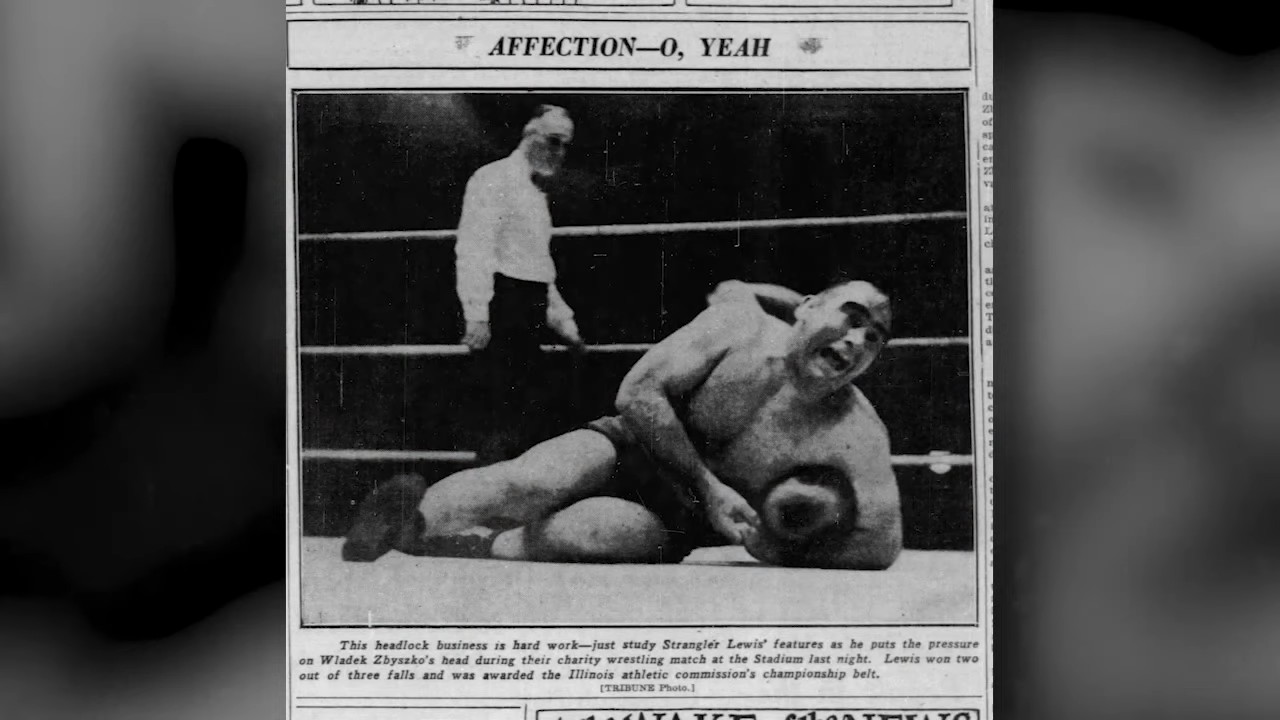 AFFECTION—O, YEAH
This headlock business is hard work—just study Strangler Lewis' features as he puts the pressure
on Wladek Zbyszko's head during their charity wrestling match at the Stadium last night. Lewis won two
out of three falls and was awarded the Illinois athletic commission's championship belt.
[TRIBUNE Photo.]